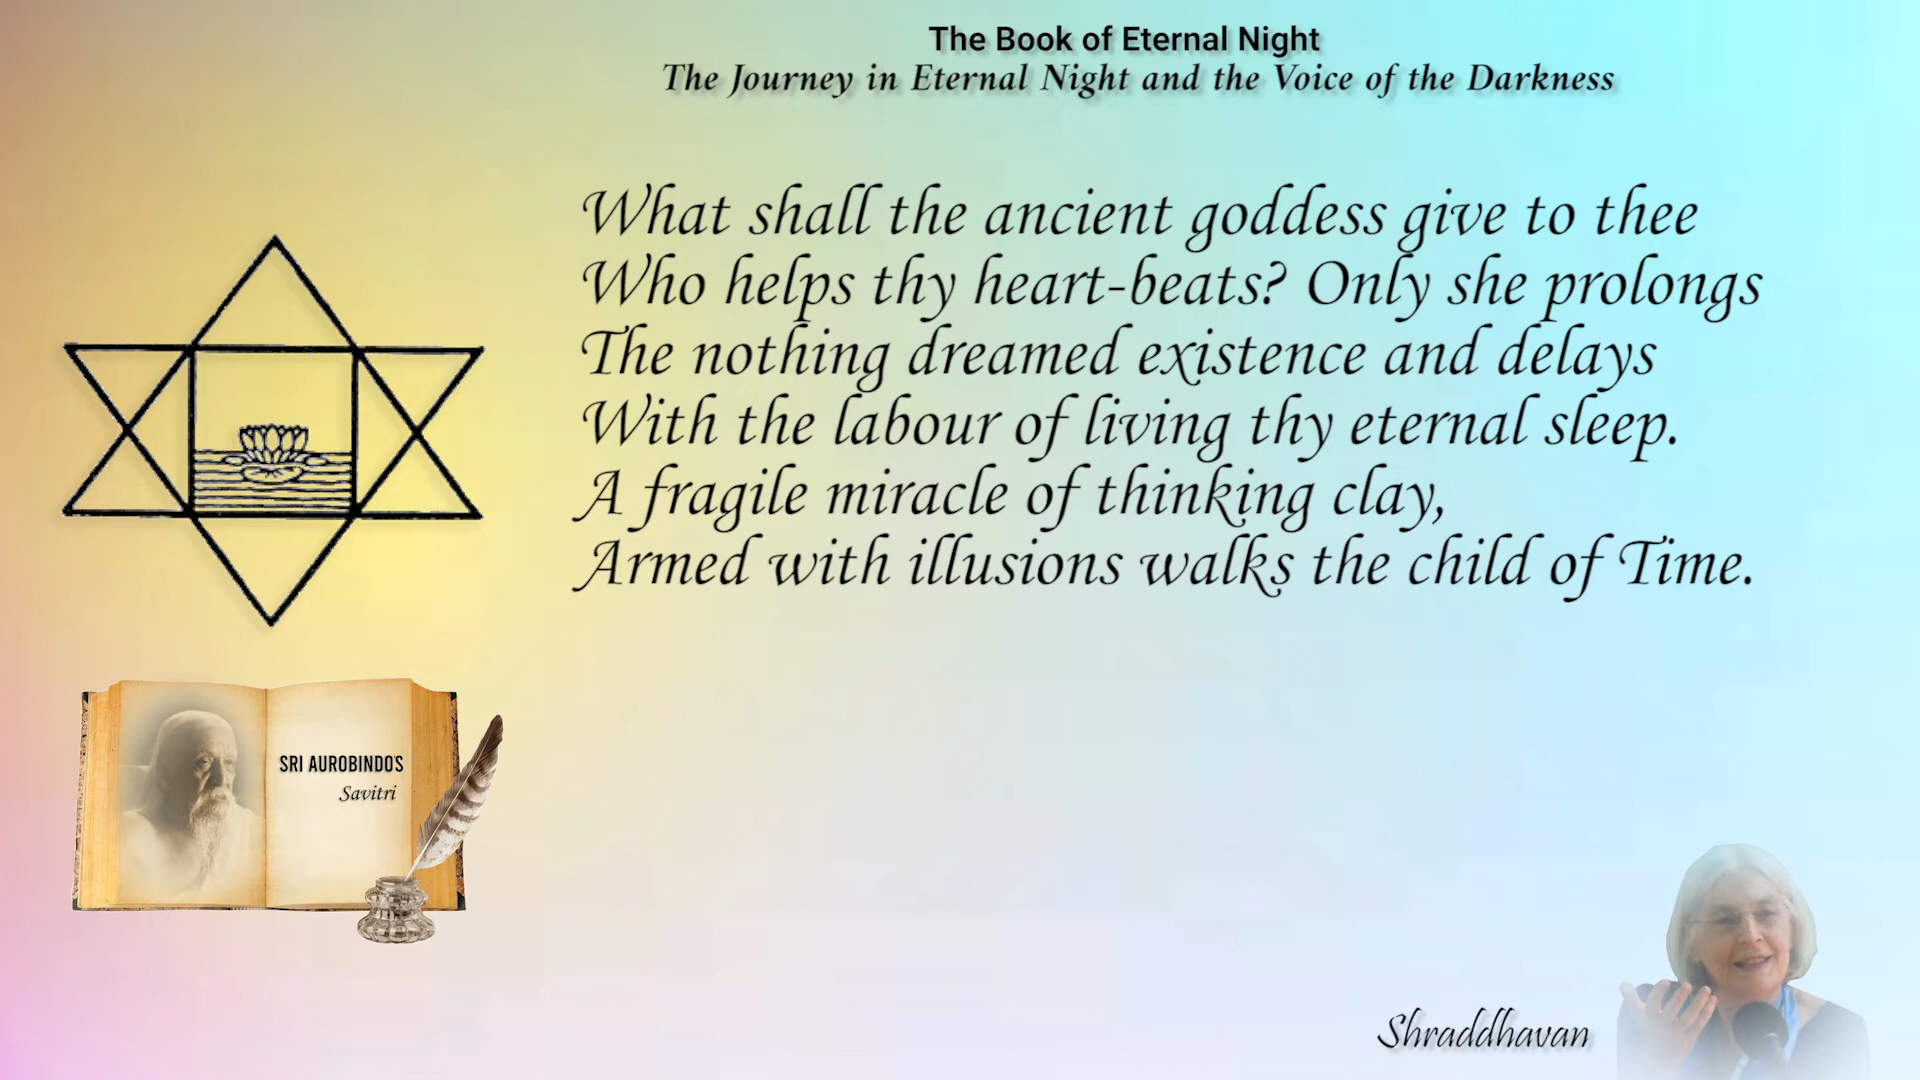 The Book of Eternal Night
The Journey in Eternal Night and the Voice of the Darkness
What shall the ancient goddess give to thee
Who helps thy heart-beats? Only she prolongs
The nothing dreamed existence and delays
With the labour of living thy eternal sleep.
A fragile miracle of thinking clay,
Armed with illusions walks the child of Time.
SRI AUROBINDO'S
Savitri
Shraddhavan